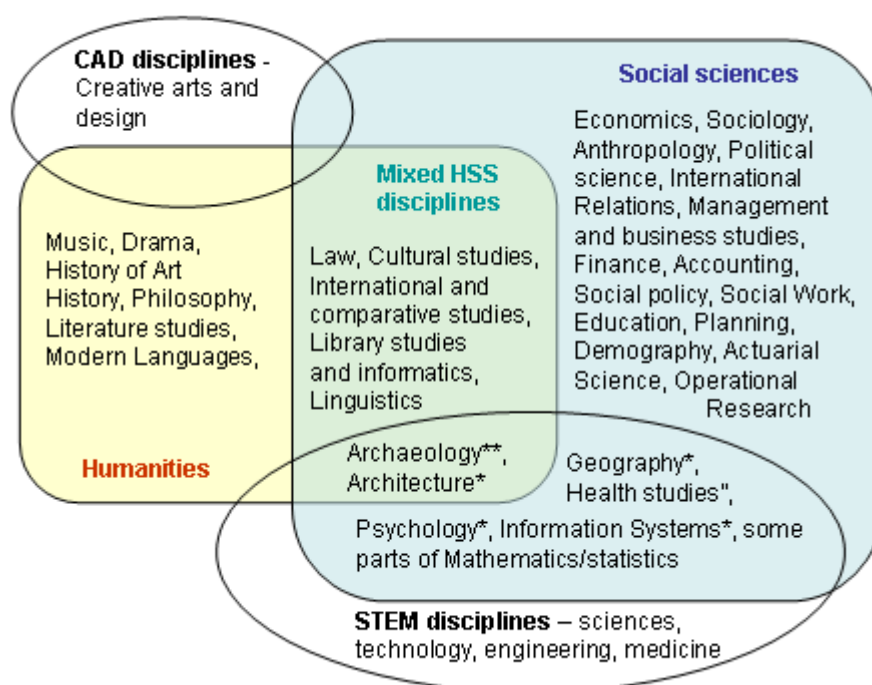 CAD disciplines -
Creative arts and
design
Social sciences
Economics, Sociology,
Anthropology, Political
science, International
Relations, Management
and business studies,
Finance, Accounting,
Social policy, Social Work,
Education, Planning,
Demography, Actuarial
Science, Operational
Research
Mixed HSS
disciplines
Law, Cultural studies,
International and
comparative studies,
Library studies
and informatics,
Linguistics
Music, Drama,
History of Art
History, Philosophy,
Literature studies,
Modern Languages,
Humanities
Archaeology**,
Architecture*
Geography*,
Health studies",
Psychology*, Information Systems*, some
parts of Mathematics/statistics
STEM disciplines – sciences,
technology, engineering, medicine